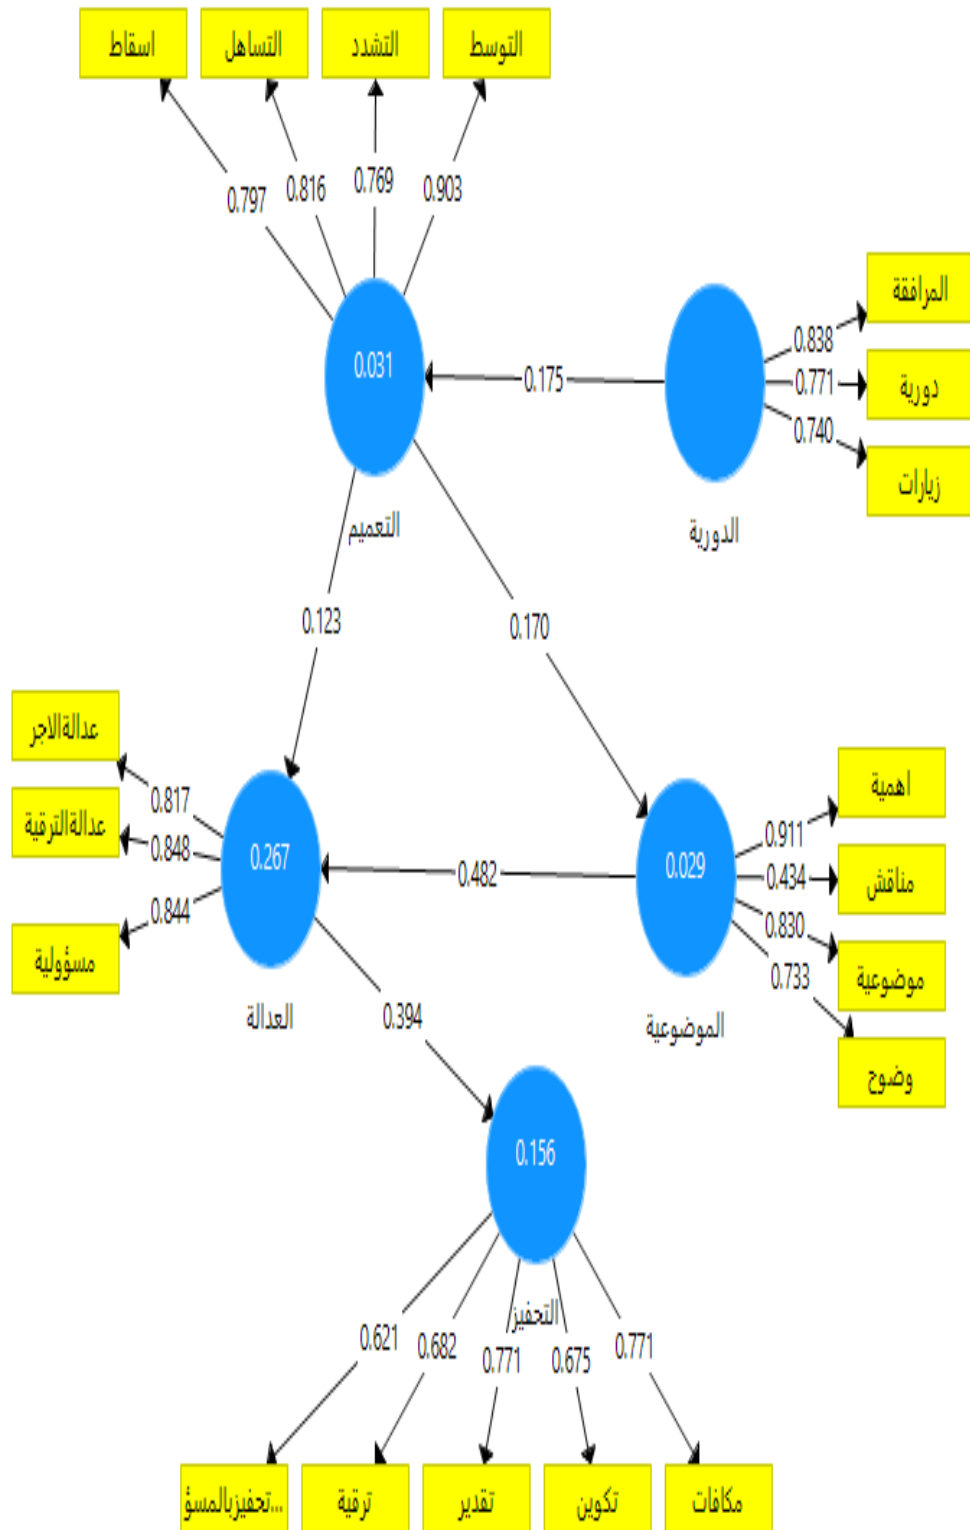 اسقاط
التساهل
التشدد
التوسط
0.797
0.816
0.769
0.903
المرافقة
0.838
0.031
0.175
0.771
دورية
0.740
زيارات
التعميم
الدورية
0.123
0.170
عدالةالاجر
0.817
عدالةالترقية
0.848
0.267
0.844
مسؤولية
العدالة
0.482
0.029
اهمية
0.911
0.434
مناقش
0.830
موضوعية
0.733
وضوح
الموضوعية
0.394
0.156
التحفيز
0.621
0.682
0.771
0.675
0.771
...تحفيزبالمسؤ
ترقية
تقدير
تكوين
مكافات